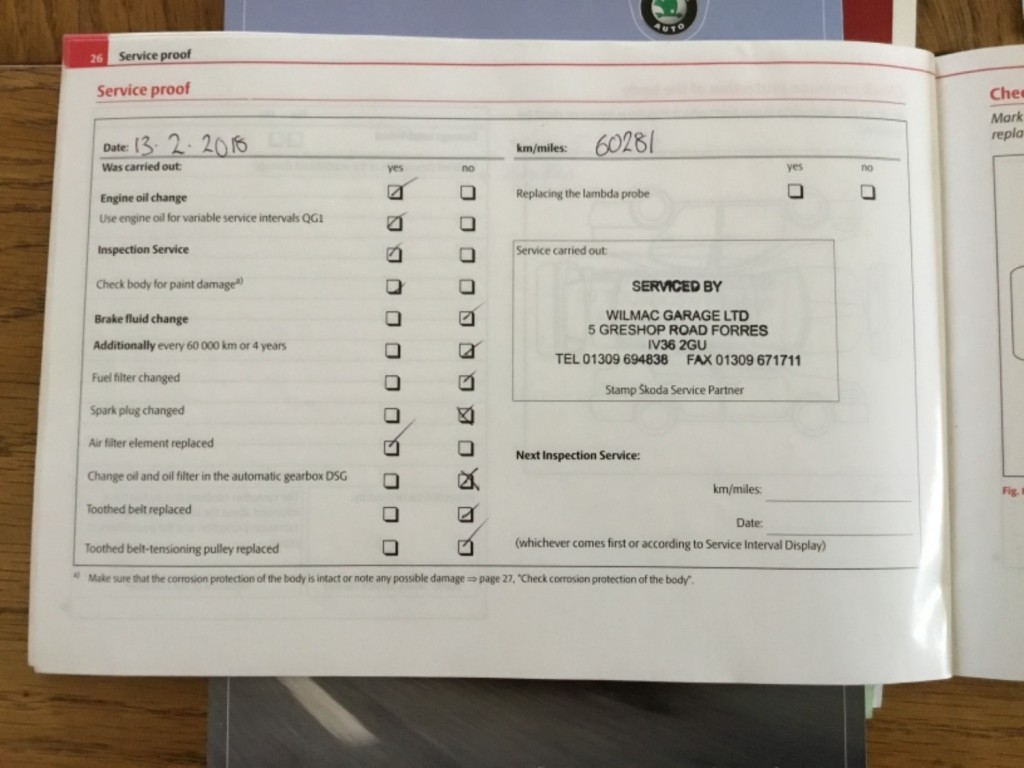 AUTO
26 Service proof
Service proof
Date: 13. 2. 2018
km/miles: 60281
Was carried out: yes no
yes no
Engine oil change
Replacing the lambda probe
Use engine oil for variable service intervals QG1
Inspection Service
Service carried out:
Check body for paint damagea)
SERVICED BY
Brake fluid change
WILMAC GARAGE LTD
5 GRESHOP ROAD FORRES
Additionally every 60 000 km or 4 years
IV36 2GU
TEL 01309 694838 FAX 01309 671711
Fuel filter changed
Stamp Škoda Service Partner
Spark plug changed
Air filter element replaced
Next Inspection Service:
Change oil and oil filter in the automatic gearbox DSG
km/miles:
Toothed belt replaced
Date:
Toothed belt-tensioning pulley replaced
(whichever comes first or according to Service Interval Display)
a) Make sure that the corrosion protection of the body is intact or note any possible damage ⇒ page 27, "Check corrosion protection of the body".
Chec
Mark
repla
Fig.